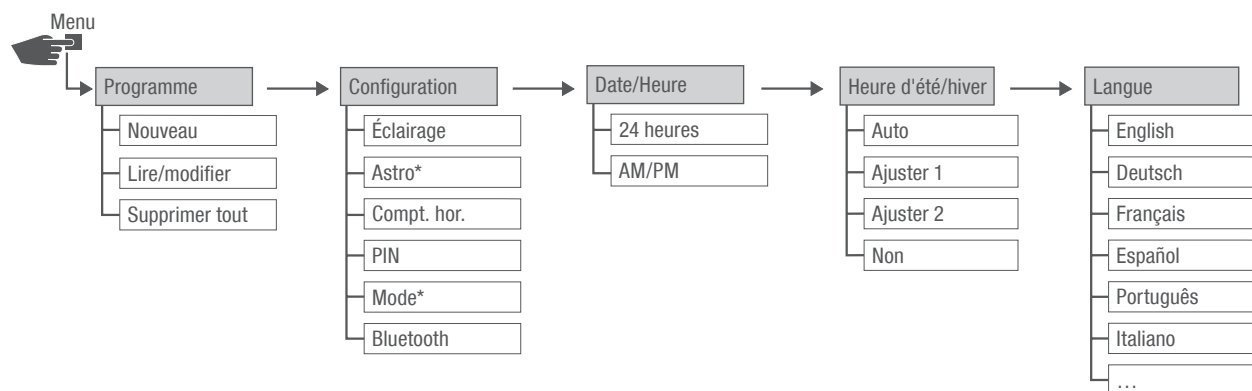 Menu
Programme
Nouveau
Lire/modifier
Supprimer tout
Configuration
Éclairage
Astro*
Compt. hor.
PIN
Mode*
Bluetooth
Date/Heure
24 heures
AM/PM
Heure d'été/hiver
Auto
Ajuster 1
Ajuster 2
Non
Langue
English
Deutsch
Français
Español
Português
Italiano
…